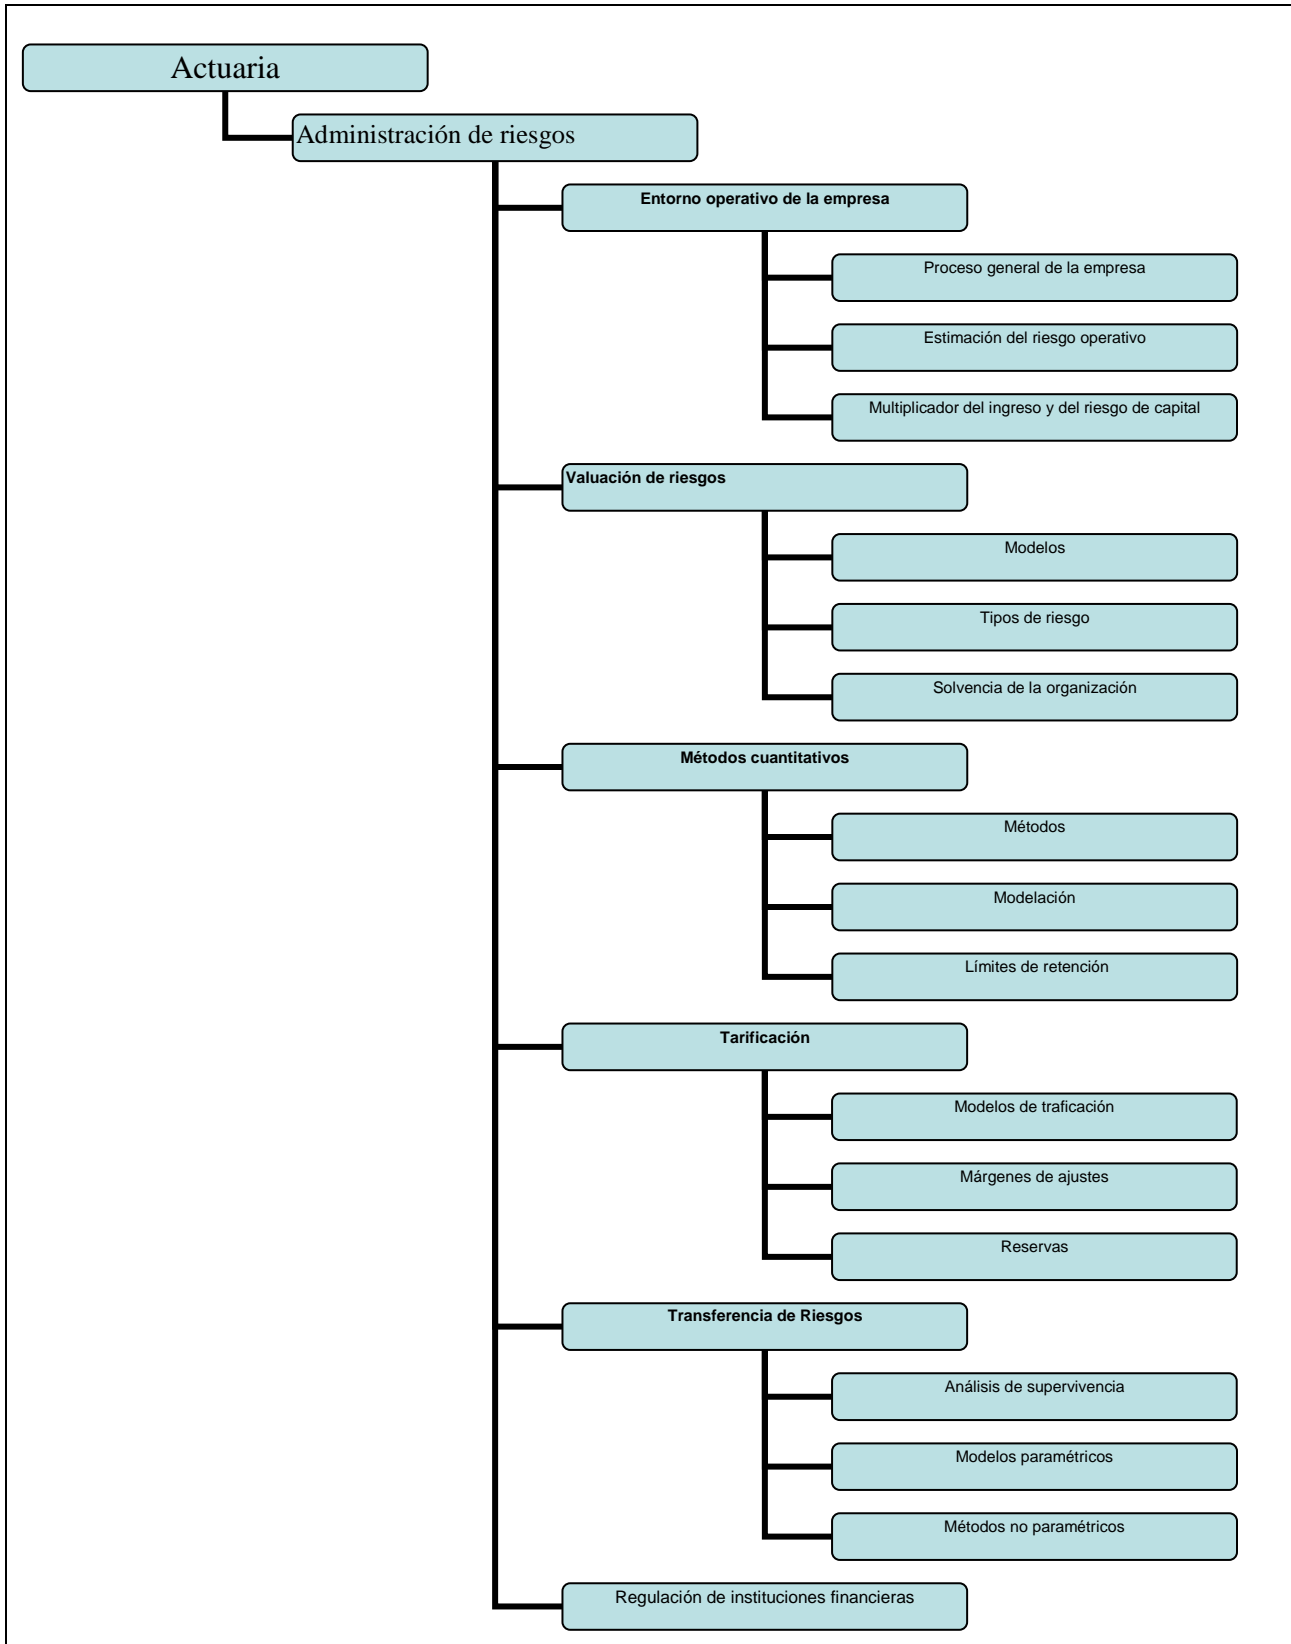 Actuaria
Administración de riesgos
Entorno operativo de la empresa
Proceso general de la empresa
Estimación del riesgo operativo
Multiplicador del ingreso y del riesgo de capital
Valuación de riesgos
Modelos
Tipos de riesgo
Solvencia de la organización
Métodos cuantitativos
Métodos
Modelación
Límites de retención
Tarificación
Modelos de traficación
Márgenes de ajustes
Reservas
Transferencia de Riesgos
Análisis de supervivencia
Modelos paramétricos
Métodos no paramétricos
Regulación de instituciones financieras